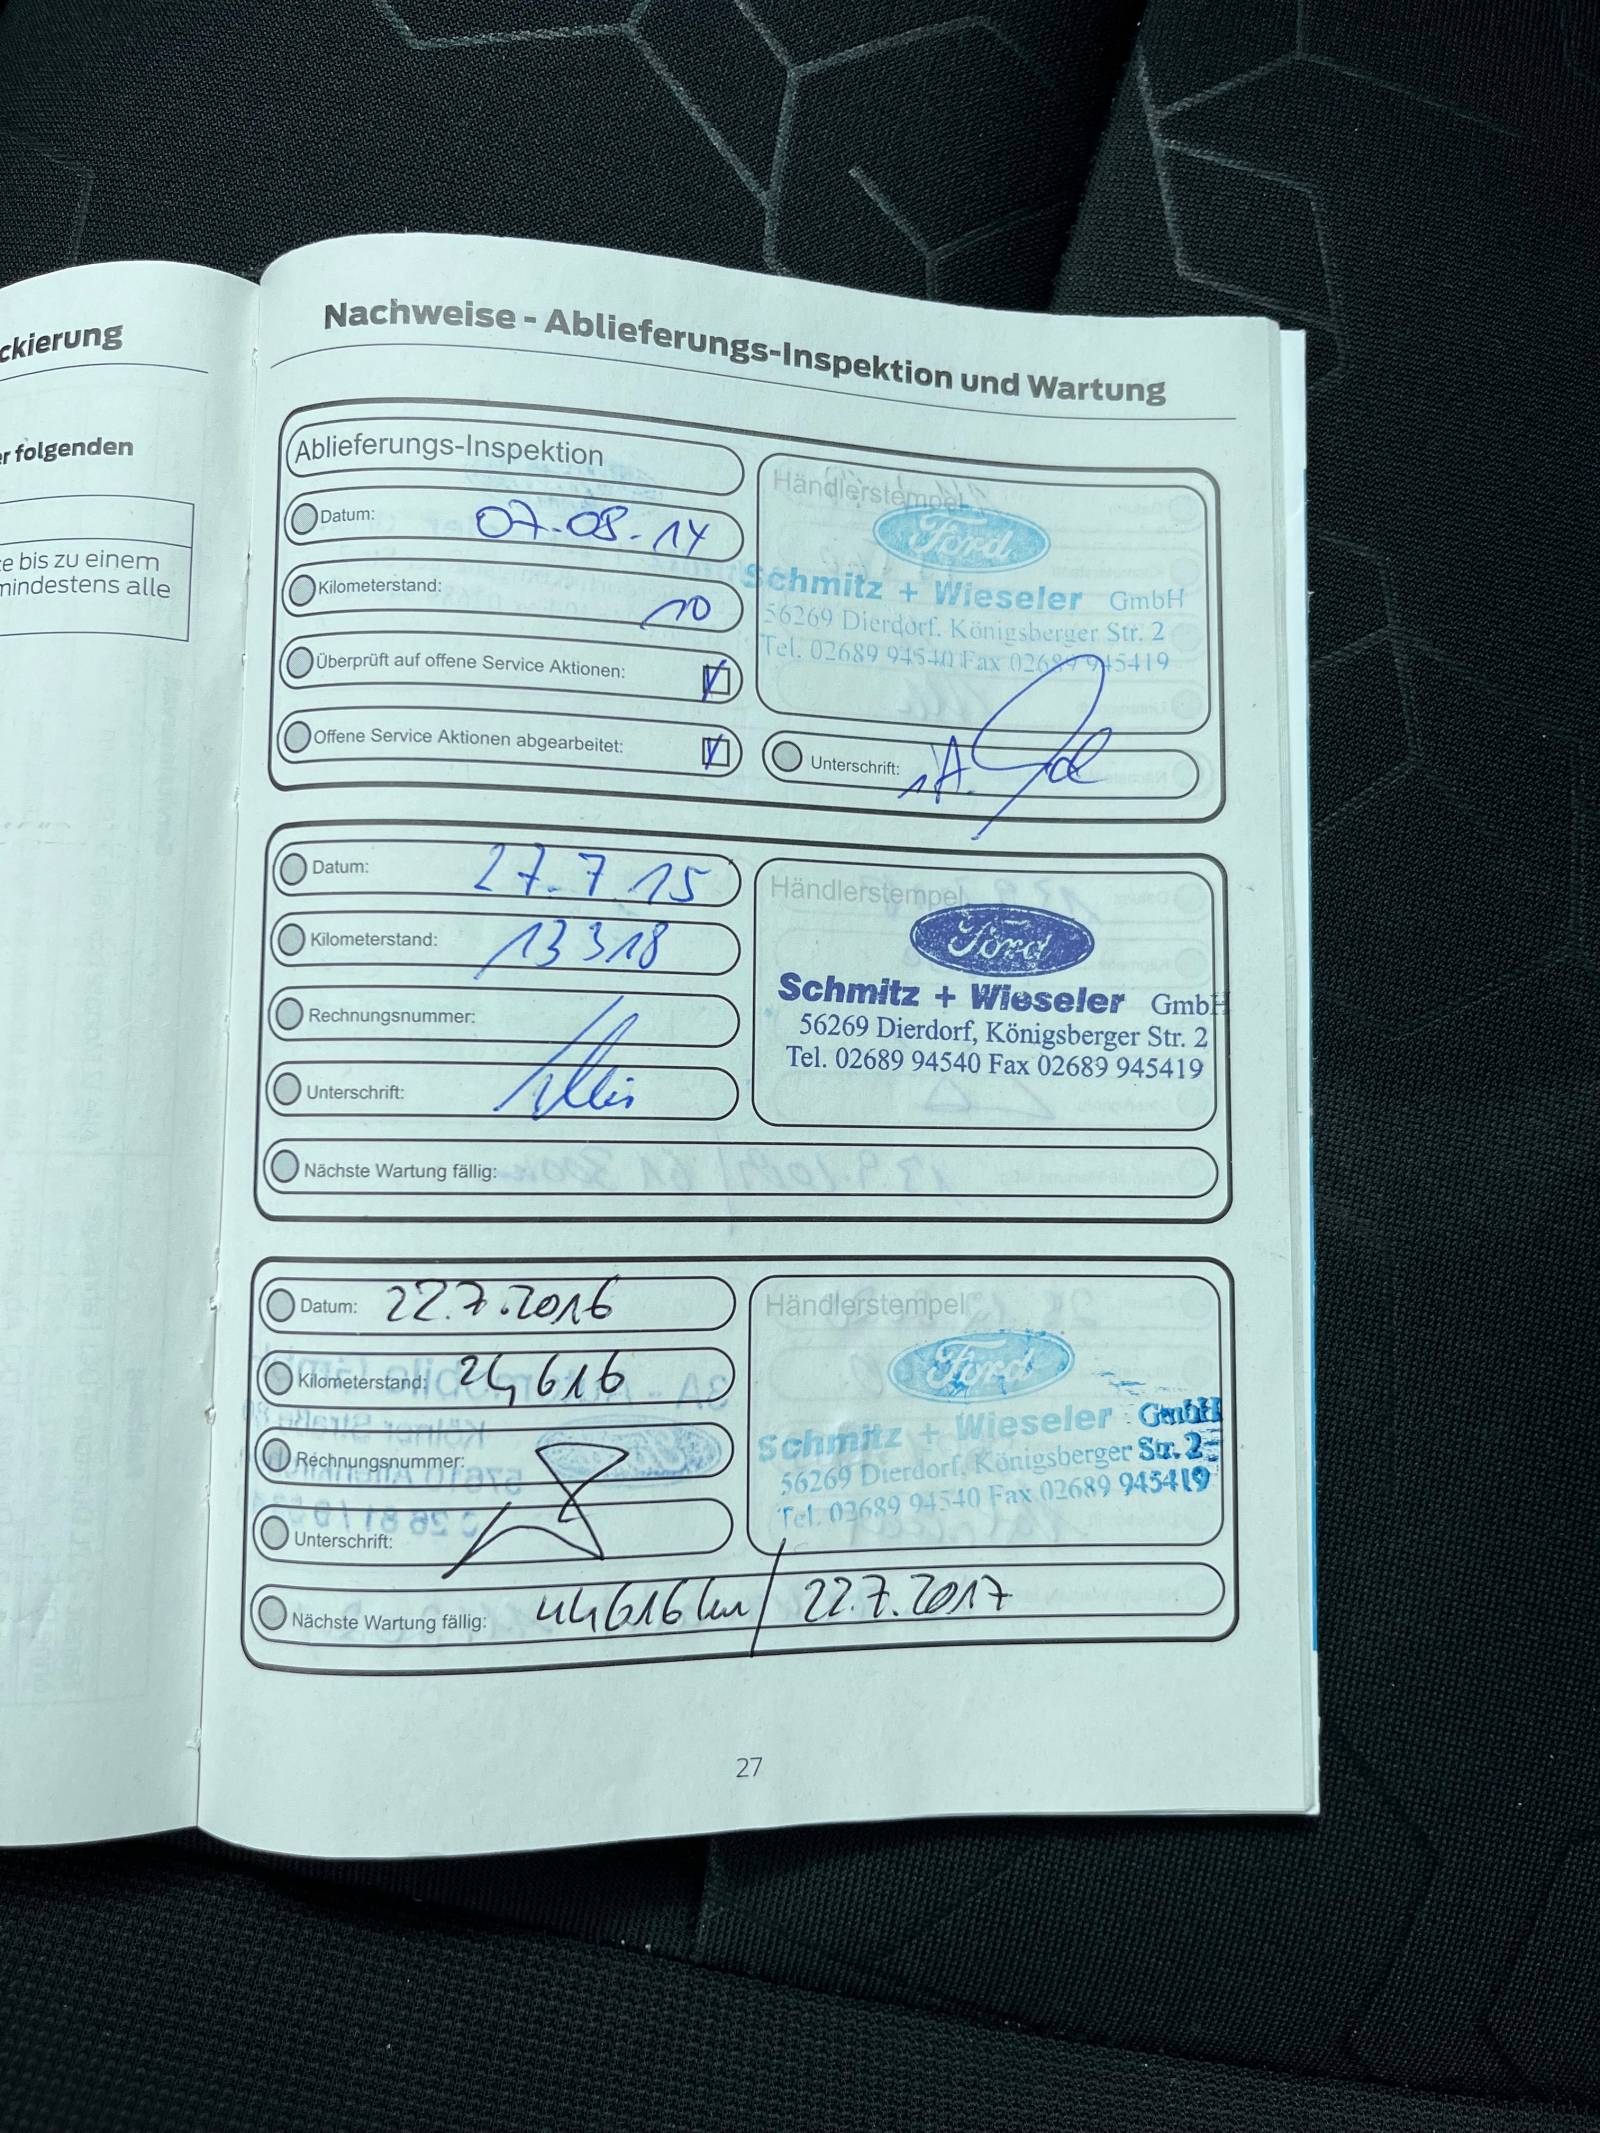 ckierung
er folgenden
te bis zu einem
mindestens alle
Nachweise - Ablieferungs-Inspektion und Wartung
Ablieferungs-Inspektion
Datum: 07-08-14
Kilometerstand: 10
Überprüft auf offene Service Aktionen:
Offene Service Aktionen abgearbeitet:
Händlerstempel
Ford
Schmitz + Wieseler GmbH
56269 Dierdorf, Königsberger Str. 2
Tel. 02689 94540 Fax 02689 945419
Unterschrift:
Datum: 27.7.15
Kilometerstand: 13318
Rechnungsnummer:
Unterschrift:
Händlerstempel
Ford
Schmitz + Wieseler GmbH
56269 Dierdorf, Königsberger Str. 2
Tel. 02689 94540 Fax 02689 945419
Nächste Wartung fällig:
Datum: 22.7.2016
Kilometerstand: 24616
Rechnungsnummer:
Unterschrift:
Händlerstempel
Ford
Schmitz + Wieseler GmbH
56269 Dierdorf, Königsberger Str. 2
Tel. 02689 94540 Fax 02689 945419
Nächste Wartung fällig: 44616 km / 22.7.2017
27